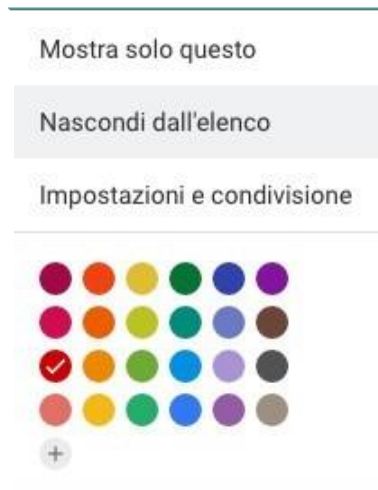 Mostra solo questo
Nascondi dall'elenco
Impostazioni e condivisione